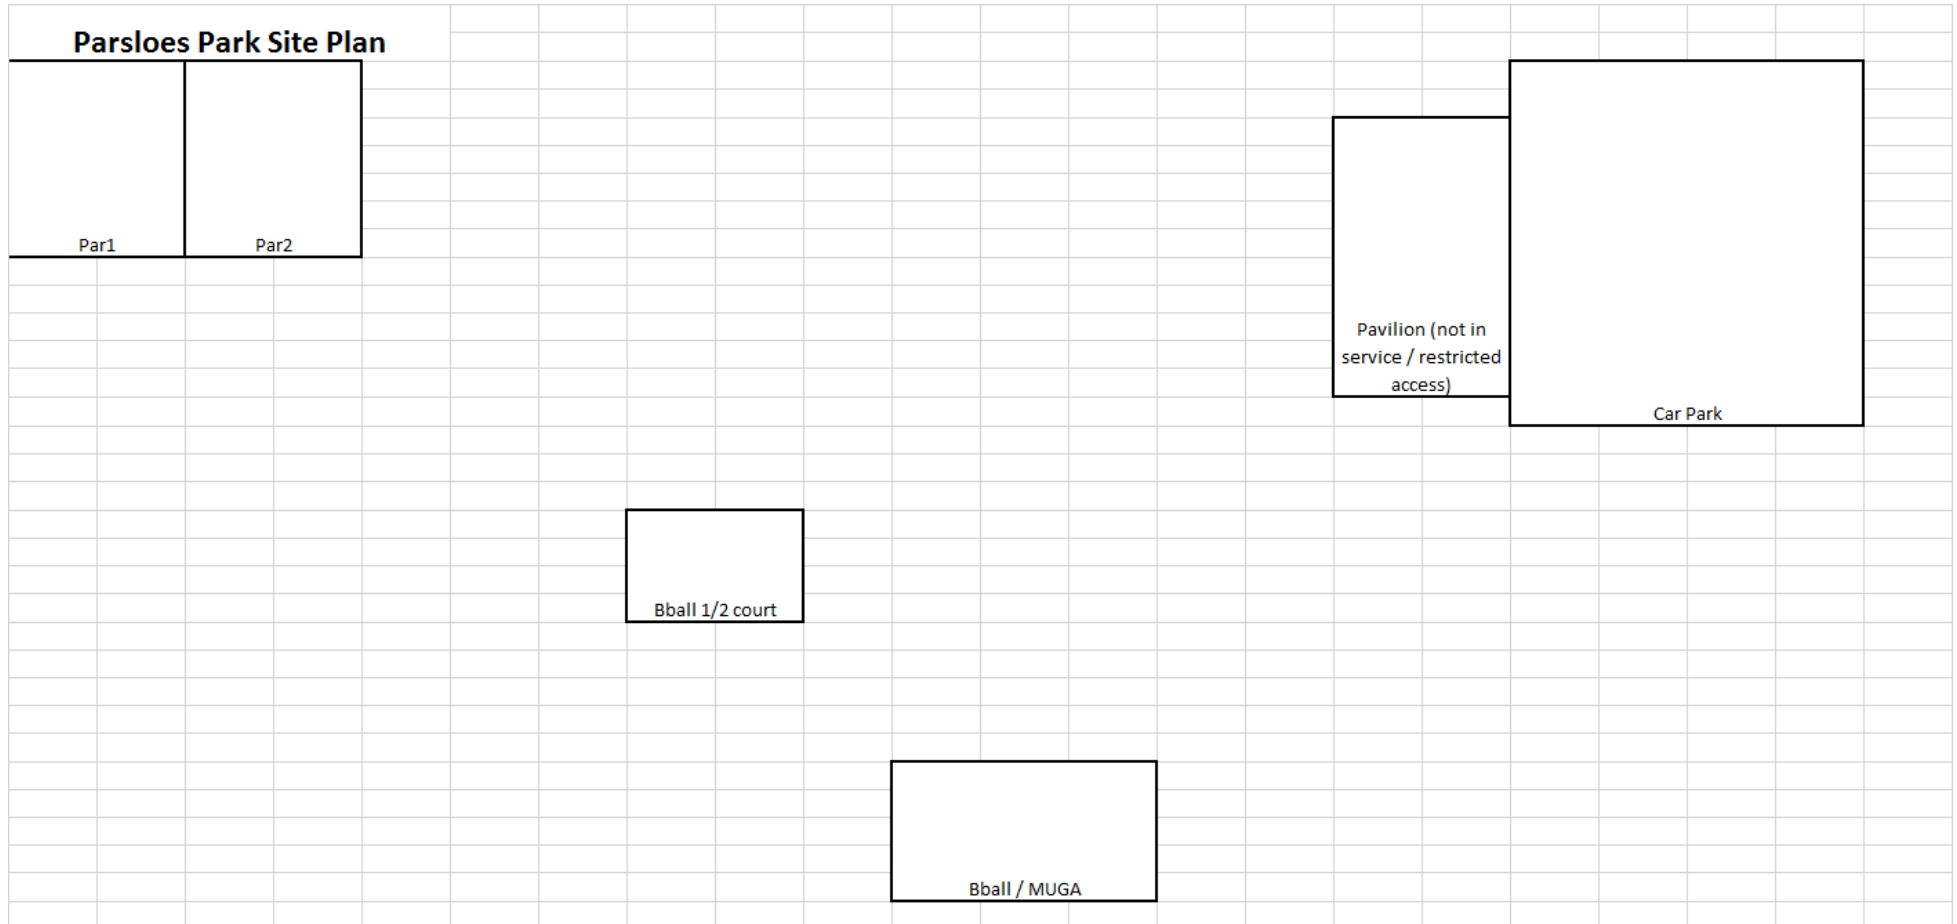 Parsloes Park Site Plan
Par1
Par2
Pavilion (not in
service / restricted
access)
Car Park
Bball 1/2 court
Bball / MUGA